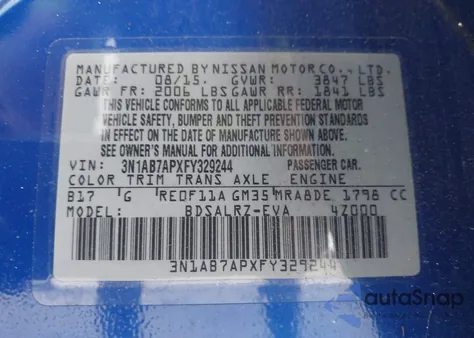 MANUFACTURED BY NISSAN MOTOR CO., LTD.
DATE: 08/15. GVWR: 3847 LBS
GAWR FR: 2006 LBS GAWR RR: 1841 LBS
THIS VEHICLE CONFORMS TO ALL APPLICABLE FEDERAL MOTOR
VEHICLE SAFETY, BUMPER AND THEFT PREVENTION STANDARDS
IN EFFECT ON THE DATE OF MANUFACTURE SHOWN ABOVE.
SEE OWNER'S MANUAL FOR ADDITIONAL INFORMATION.
VIN: 3N1AB7APXFY329244 PASSENGER CAR.
COLOR TRIM TRANS AXLE ENGINE
B17 G RE0F11A GM35 MRA8DE 1798 CC
MODEL: BDSALRZ-EVA 4Z000
3N1AB7APXFY329244
autoSnap